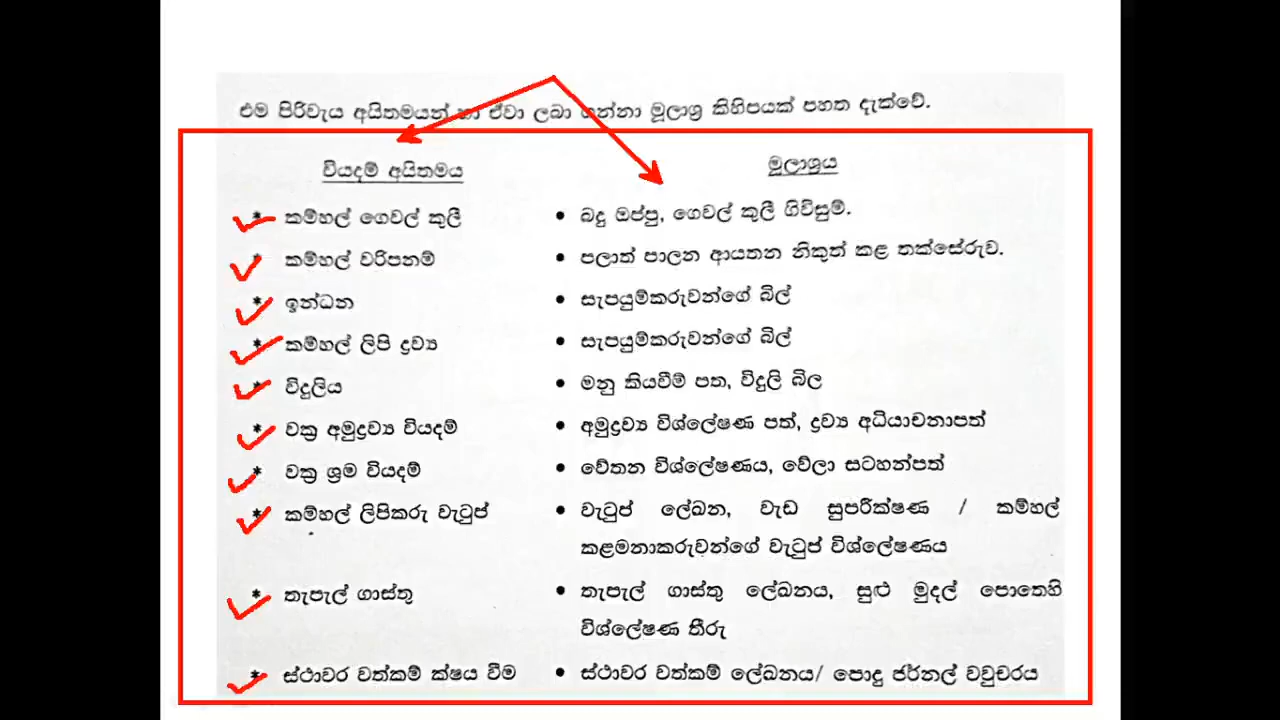 එම පිරිවැය අයිතමයන් හා ඒවා ලබා ගන්නා මූලාශ්‍ර කිහිපයක් පහත දැක්වේ.
වියදම් අයිතමය මූලාශ්‍රය
* කම්හල් ගෙවල් කුලී • බදු ඔප්පු, ගෙවල් කුලී ගිවිසුම්.
* කම්හල් වරිපනම් • පලාත් පාලන ආයතන නිකුත් කළ තක්සේරුව.
* ඉන්ධන • සැපයුම්කරුවන්ගේ බිල්
* කම්හල් ලිපි ද්‍රව්‍ය • සැපයුම්කරුවන්ගේ බිල්
* විදුලිය • මනු කියවීම් පත, විදුලි බිල
* වක්‍ර අමුද්‍රව්‍ය වියදම් • අමුද්‍රව්‍ය විශ්ලේෂණ පත්, ද්‍රව්‍ය අධියාචනාපත්
* වක්‍ර ශ්‍රම වියදම් • වේතන විශ්ලේෂණය, වේලා සටහන්පත්
* කම්හල් ලිපිකරු වැටුප් • වැටුප් ලේඛන, වැඩ සුපරීක්ෂණ / කම්හල්
කළමනාකරුවන්ගේ වැටුප් විශ්ලේෂණය
* තැපැල් ගාස්තු • තැපැල් ගාස්තු ලේඛනය, සුළු මුදල් පොතෙහි
විශ්ලේෂණ තීරු
* ස්ථාවර වත්කම් ක්ෂය වීම • ස්ථාවර වත්කම් ලේඛනය/ පොදු ජර්නල් වවුචරය